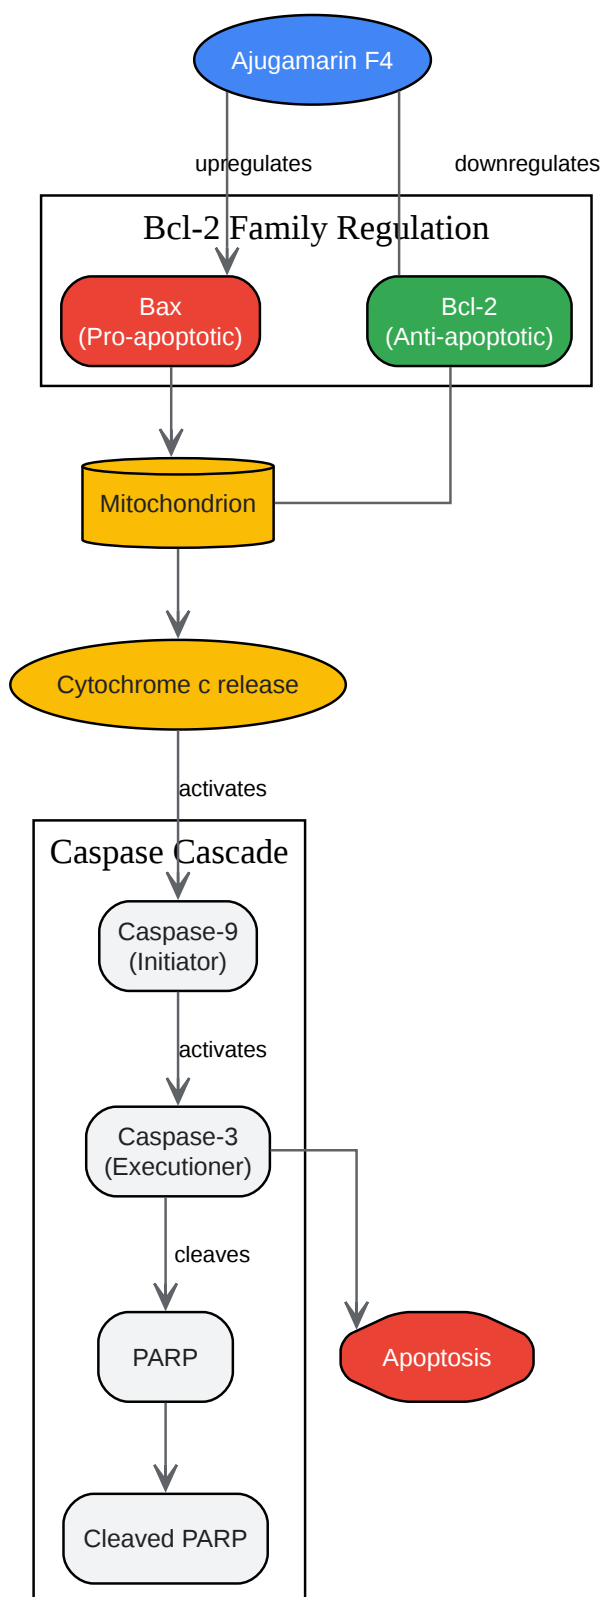 Ajugamarin F4
upregulates
downregulates
Bcl-2 Family Regulation
Bax
(Pro-apoptotic)
Bcl-2
(Anti-apoptotic)
Mitochondrion
Cytochrome c release
activates
Caspase Cascade
Caspase-9
(Initiator)
activates
Caspase-3
(Executioner)
cleaves
PARP
Apoptosis
Cleaved PARP